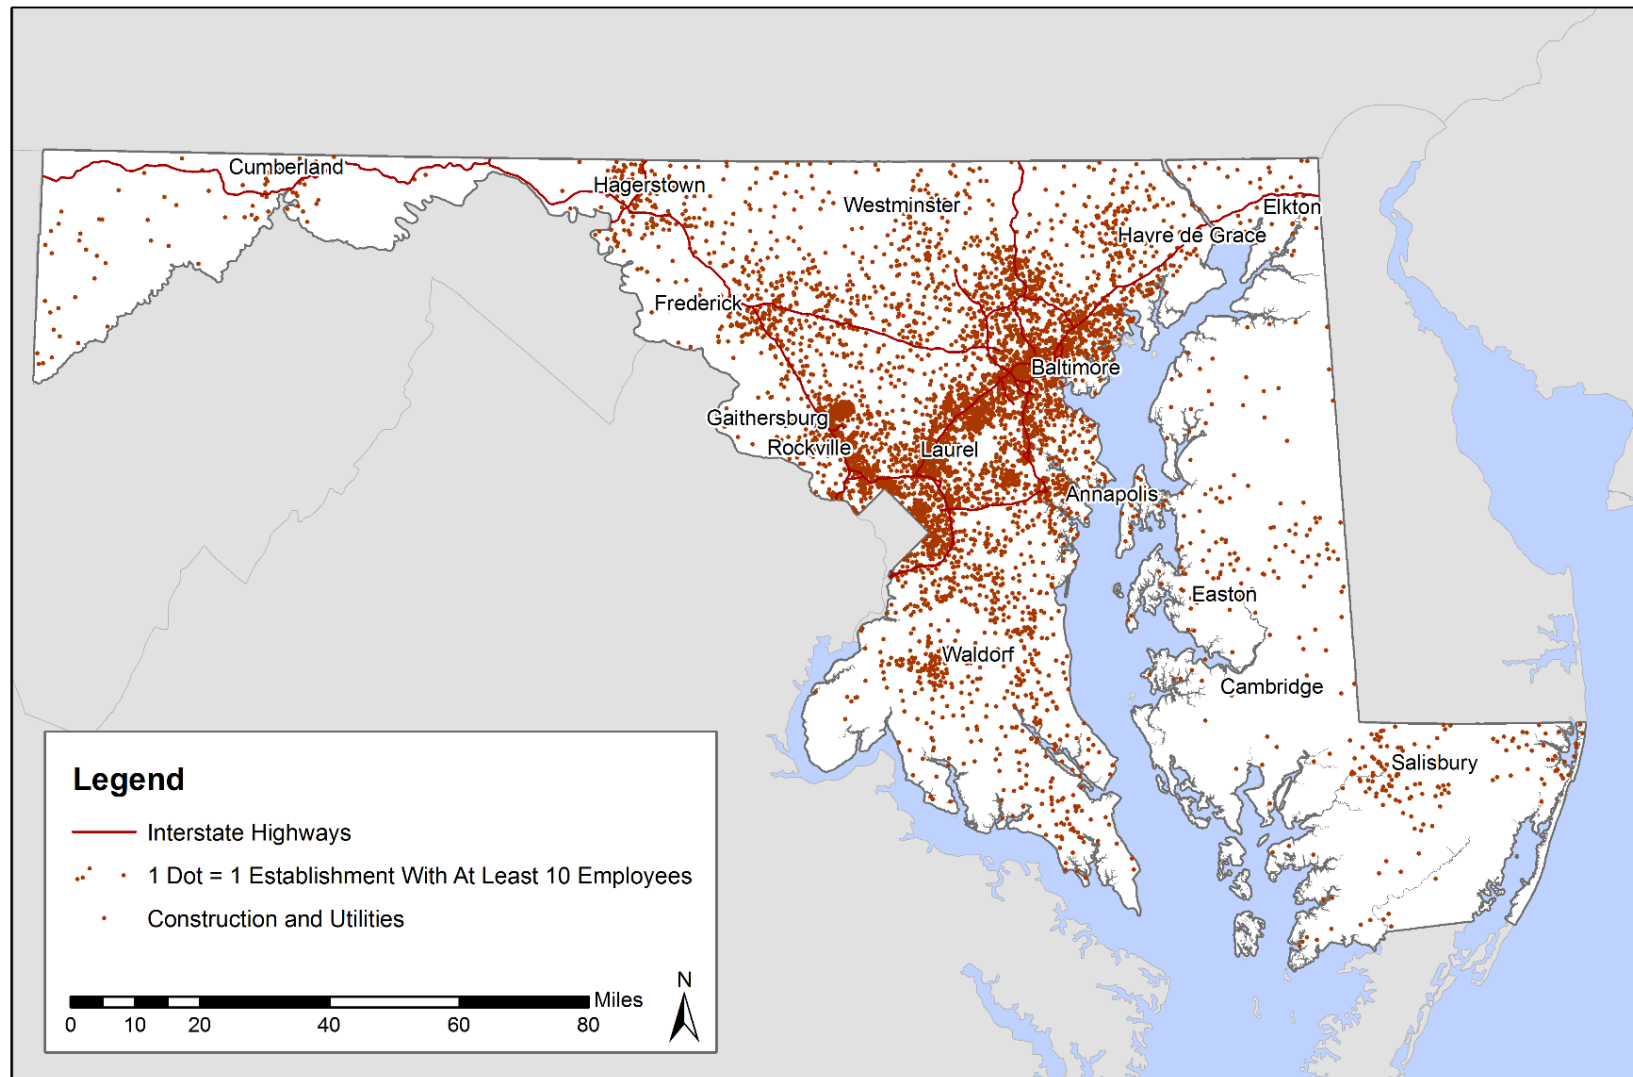 Cumberland
Hagerstown
Westminster
Elkton
Havre de Grace
Frederick
Baltimore
Gaithersburg
Rockville
Laurel
Annapolis
Easton
Waldorf
Cambridge
Salisbury
Legend
Interstate Highways
1 Dot = 1 Establishment With At Least 10 Employees
Construction and Utilities
N
Miles
0 10 20 40 60 80